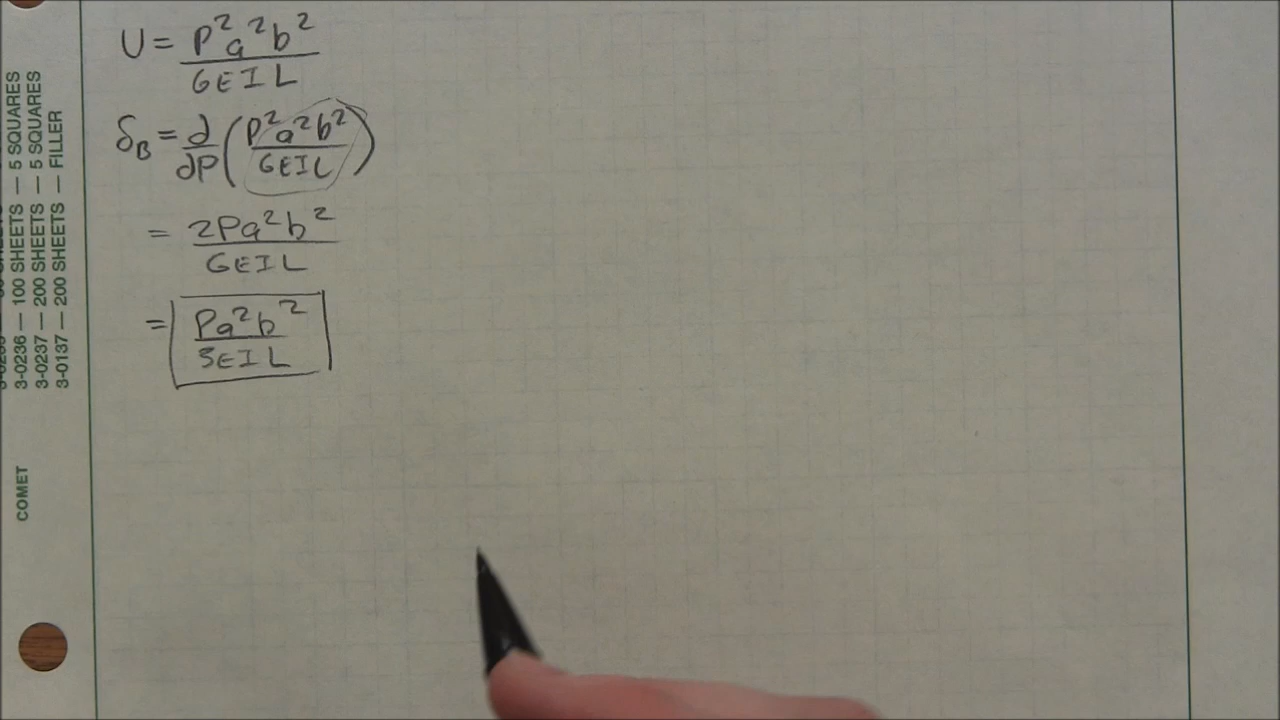 U = P²a²b² / 6EIL
δ_B = ∂/∂P (P²a²b² / 6EIL)
= 2Pa²b² / 6EIL
= Pa²b² / 3EIL
3-0236 — 100 SHEETS — 5 SQUARES
3-0237 — 200 SHEETS — 5 SQUARES
3-0137 — 200 SHEETS — FILLER
COMET